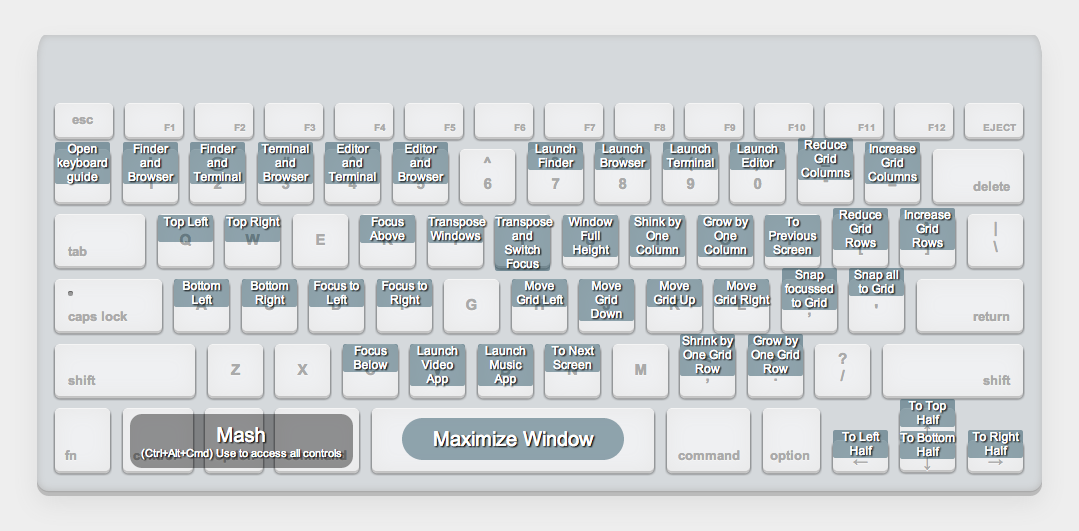 esc F1 F2 F3 F4 F5 F6 F7 F8 F9 F10 F11 F12 EJECT
Open keyboard guide
Finder and Browser
1
Finder and Terminal
2
Terminal and Browser
3
Editor and Terminal
4
Editor and Browser
5
^
6
Launch Finder
7
Launch Browser
8
Launch Terminal
9
Launch Editor
0
Reduce Grid Columns
Increase Grid Columns
delete
tab
Top Left
Q
Top Right
W
E
Focus Above
Transpose Windows
Transpose and Switch Focus
Window Full Height
Shrink by One Column
Grow by One Column
To Previous Screen
Reduce Grid Rows
[
Increase Grid Rows
]
|
\
caps lock
Bottom Left
A
Bottom Right
S
Focus to Left
D
Focus to Right
F
G
Move Grid Left
H
Move Grid Down
Move Grid Up
K
Move Grid Right
L
Snap focussed to Grid
;
Snap all to Grid
'
return
shift
Z
X
Focus Below
C
Launch Video App
Launch Music App
To Next Screen
N
M
Shrink by One Grid Row
,
Grow by One Grid Row
.
?
/
shift
fn
Mash
(Ctrl+Alt+Cmd) Use to access all controls
Maximize Window
command
option
To Left Half
←
To Top Half
To Bottom Half
↓
To Right Half
→